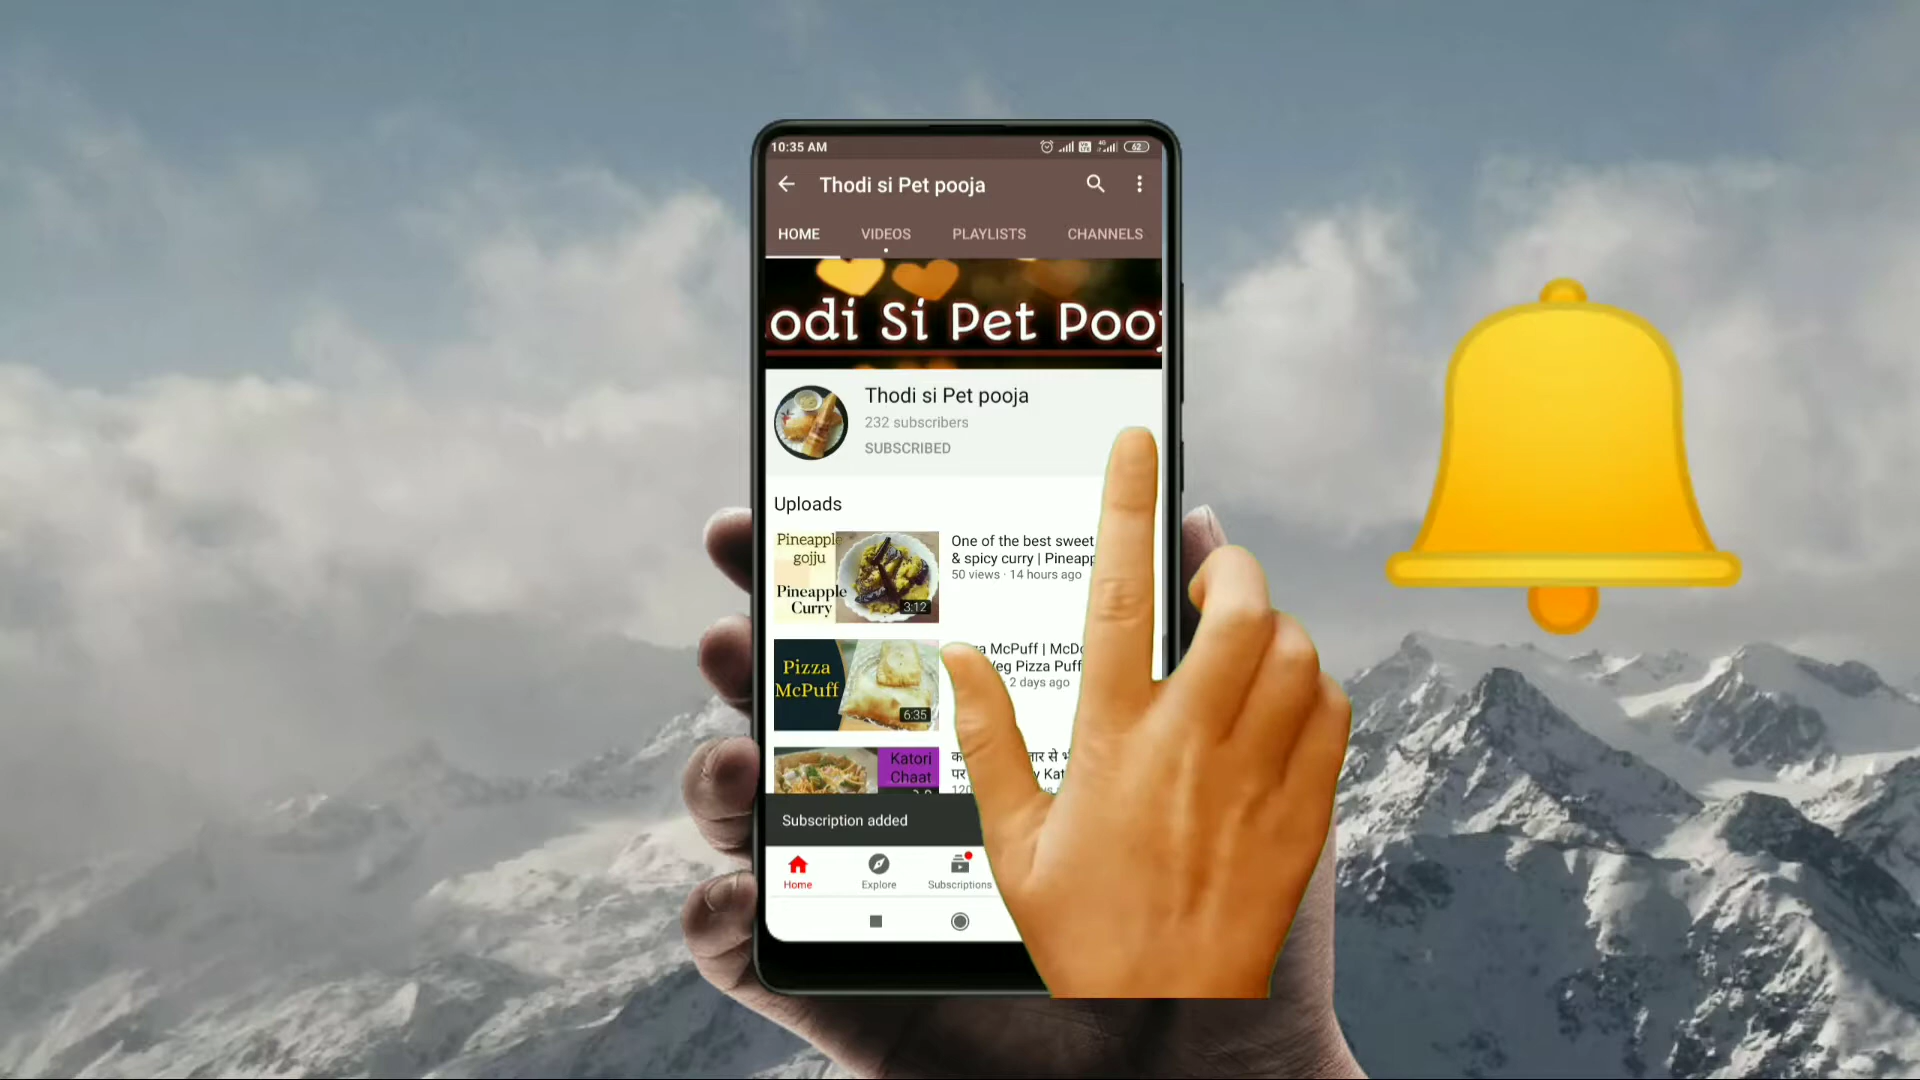 10:35 AM
62
Thodi si Pet pooja
HOME VIDEOS PLAYLISTS CHANNELS
odi Si Pet Pooj
Thodi si Pet pooja
232 subscribers
SUBSCRIBED
Uploads
Pineapple
gojju
Pineapple
Curry
3:12
One of the best sweet
& spicy curry | Pineapp
50 views · 14 hours ago
Pizza
McPuff
6:35
a McPuff | McDo
eg Pizza Puff
2 days ago
Katori
Chaat
Subscription added
Home Explore Subscriptions